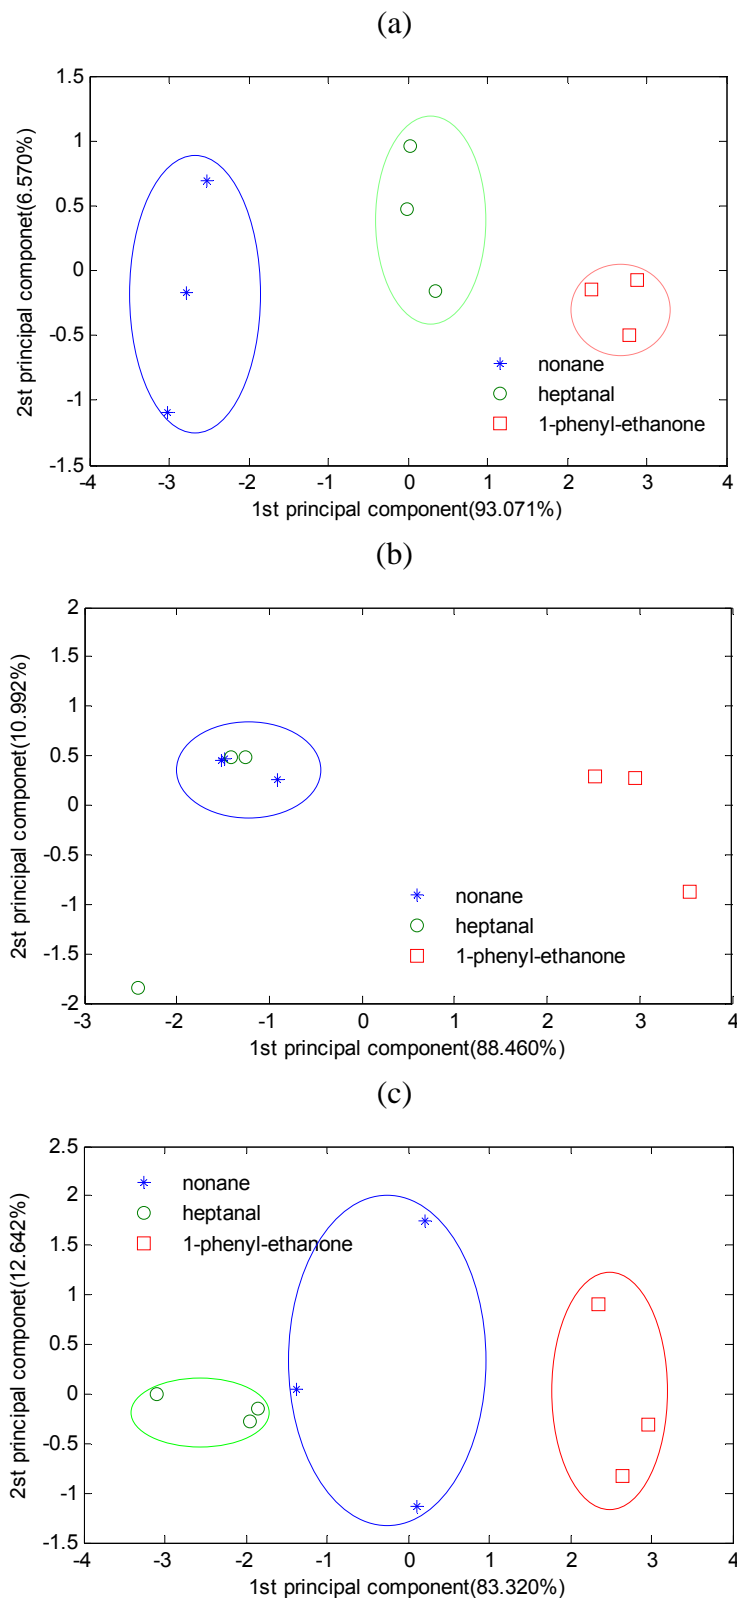 (a)
1.5
1
0.5
0
-0.5
-1
-1.5
2st principal componet(6.570%)
nonane
heptanal
1-phenyl-ethanone
-4 -3 -2 -1 0 1 2 3 4
1st principal component(93.071%)
(b)
2
1.5
1
0.5
0
-0.5
-1
-1.5
-2
2st principal componet(10.992%)
nonane
heptanal
1-phenyl-ethanone
-3 -2 -1 0 1 2 3 4
1st principal component(88.460%)
(c)
2.5
2
1.5
1
0.5
0
-0.5
-1
-1.5
2st principal componet(12.642%)
nonane
heptanal
1-phenyl-ethanone
-4 -3 -2 -1 0 1 2 3 4
1st principal component(83.320%)